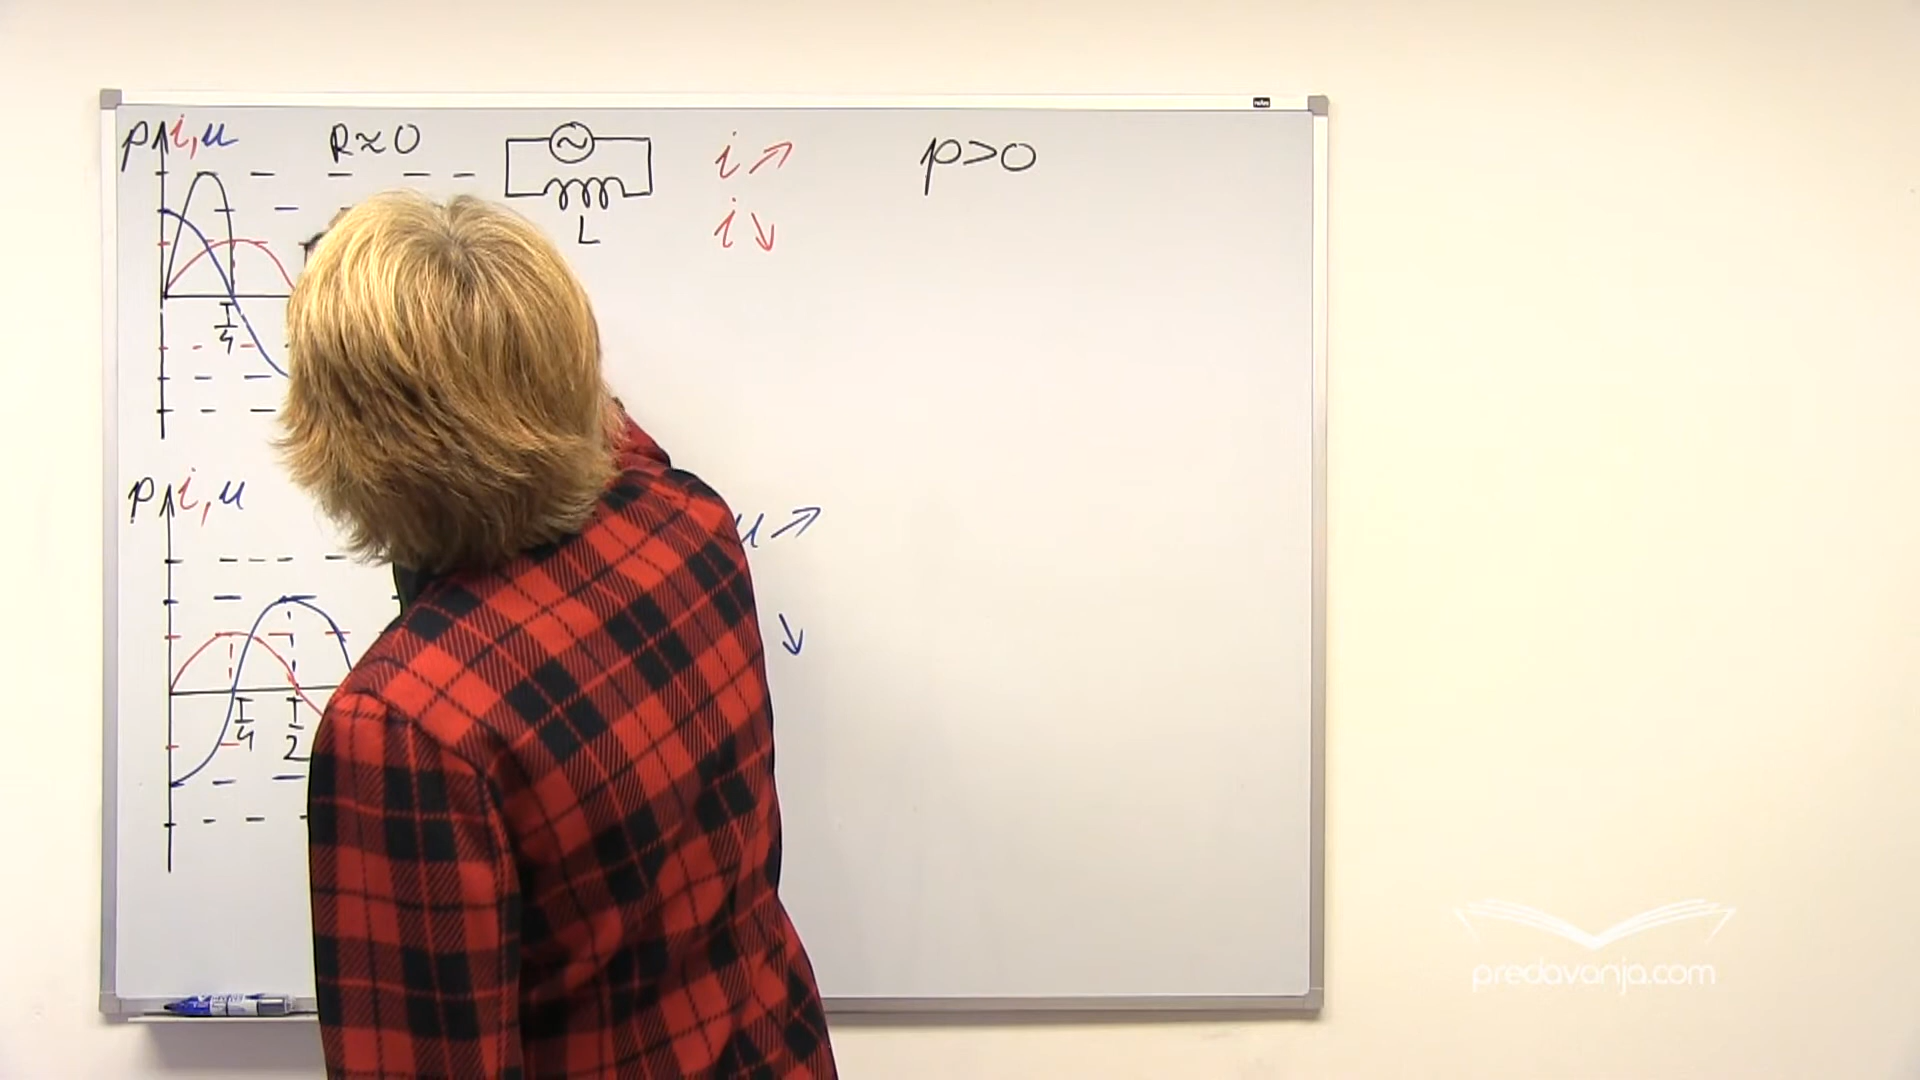 p i, u R≈0 i↗ p>0
L i↘
T/4
p i, u u↗
↘
T/4 T/2
predavanja.com